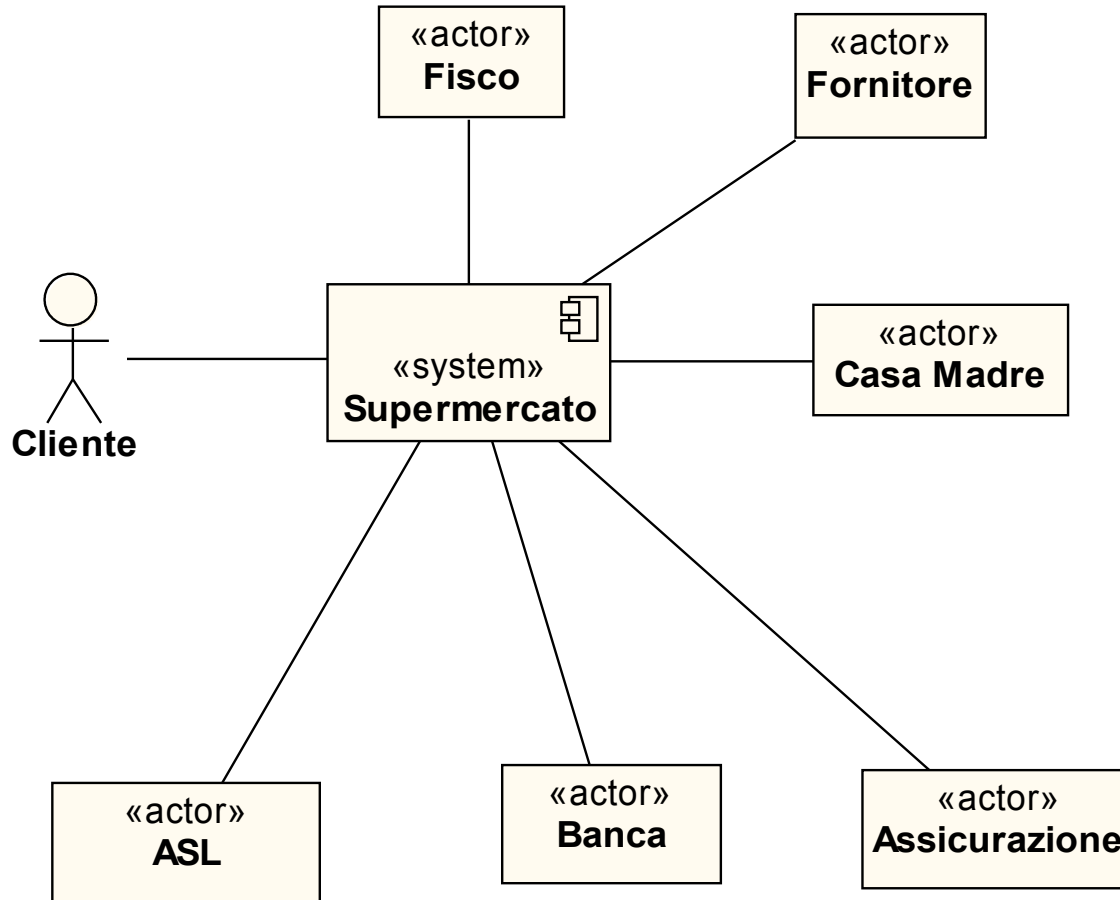 «actor»
Fisco
«actor»
Fornitore
«system»
Supermercato
«actor»
Casa Madre
Cliente
«actor»
ASL
«actor»
Banca
«actor»
Assicurazione